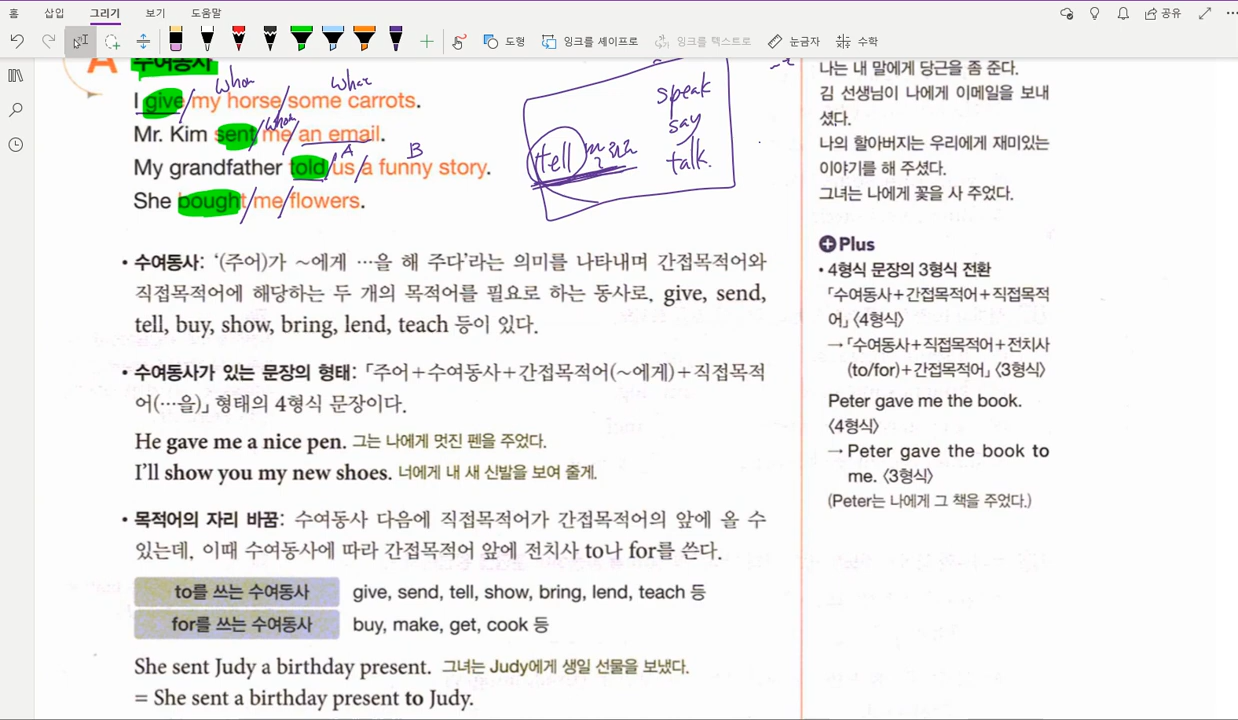 홈 삽입 그리기 보기 도움말
공유
도형 잉크를 셰이프로 잉크를 텍스트로 눈금자 수학
A 수여동사
whom what
I give/my horse/some carrots.
whom
Mr. Kim sent/me/an email.
A B
My grandfather told/us/a funny story.
She bought/me/flowers.
speak
say
tell
talk.
• 수여동사: ‘(주어)가 ~에게 …을 해 주다’라는 의미를 나타내며 간접목적어와
직접목적어에 해당하는 두 개의 목적어를 필요로 하는 동사로, give, send,
tell, buy, show, bring, lend, teach 등이 있다.
• 수여동사가 있는 문장의 형태: 「주어+수여동사+간접목적어(~에게)+직접목적
어(…을)」 형태의 4형식 문장이다.
He gave me a nice pen. 그는 나에게 멋진 펜을 주었다.
I’ll show you my new shoes. 너에게 내 새 신발을 보여 줄게.
• 목적어의 자리 바꿈: 수여동사 다음에 직접목적어가 간접목적어의 앞에 올 수
있는데, 이때 수여동사에 따라 간접목적어 앞에 전치사 to나 for를 쓴다.
to를 쓰는 수여동사 give, send, tell, show, bring, lend, teach 등
for를 쓰는 수여동사 buy, make, get, cook 등
She sent Judy a birthday present. 그녀는 Judy에게 생일 선물을 보냈다.
= She sent a birthday present to Judy.
나는 내 말에게 당근을 좀 준다.
김 선생님이 나에게 이메일을 보내
셨다.
나의 할아버지는 우리에게 재미있는
이야기를 해 주셨다.
그녀는 나에게 꽃을 사 주었다.
Plus
• 4형식 문장의 3형식 전환
「수여동사+간접목적어+직접목적
어」 〈4형식〉
→ 「수여동사+직접목적어+전치사
(to/for)+간접목적어」 〈3형식〉
Peter gave me the book.
〈4형식〉
→ Peter gave the book to
me. 〈3형식〉
(Peter는 나에게 그 책을 주었다.)